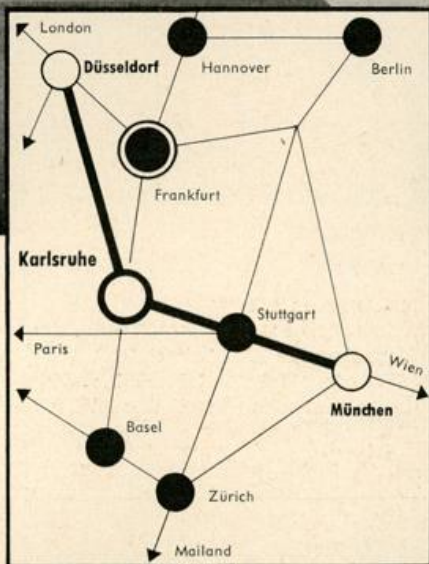 London
Düsseldorf
Hannover
Berlin
Frankfurt
Karlsruhe
Stuttgart
Paris
Wien
München
Basel
Zürich
Mailand